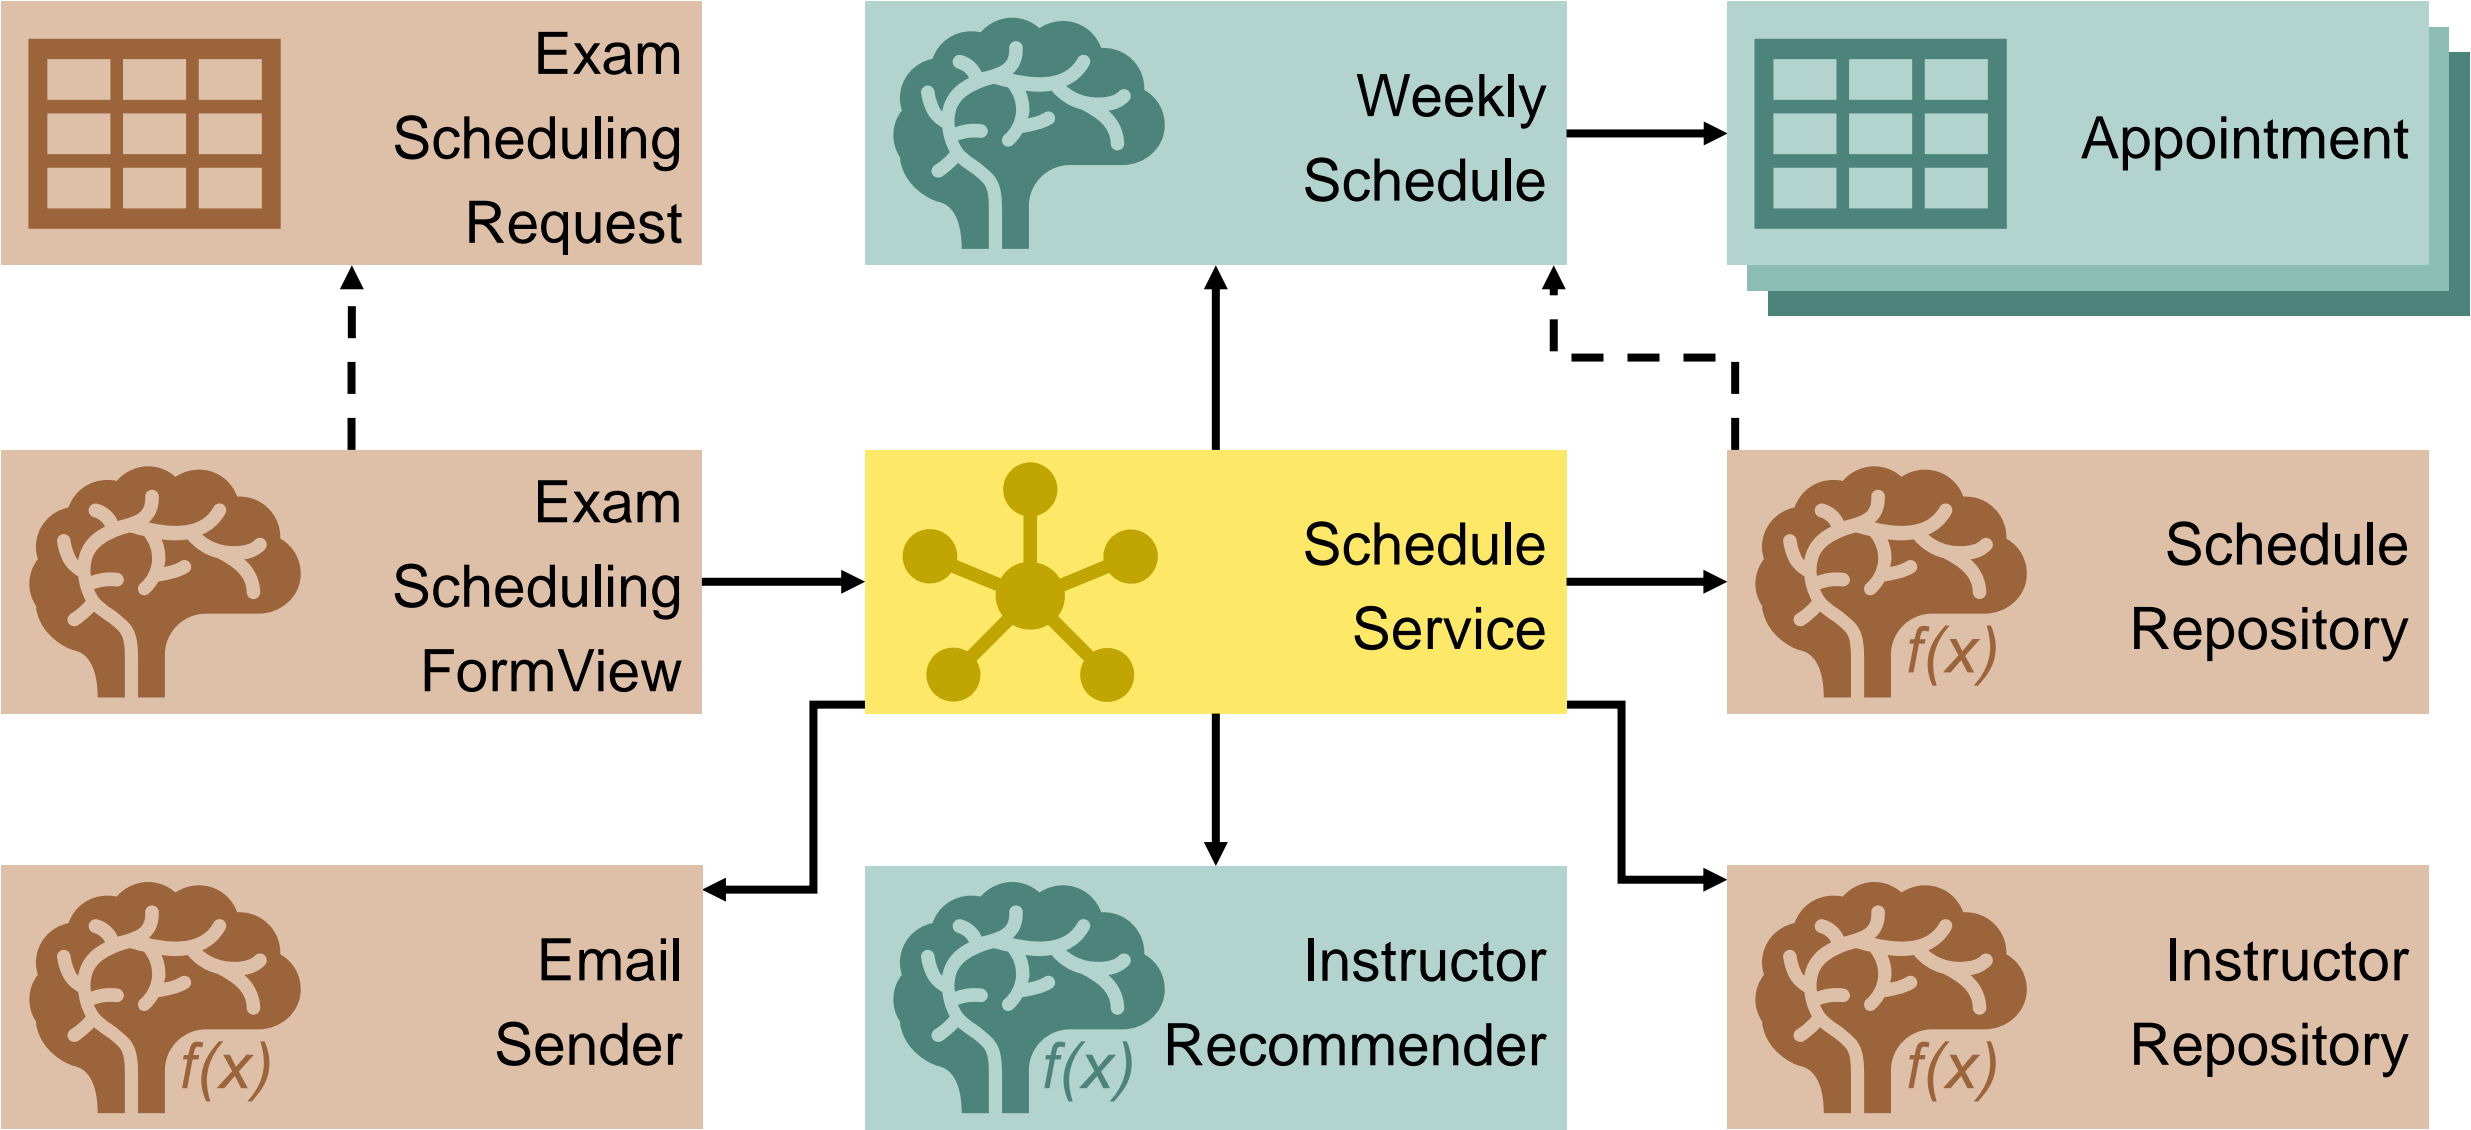 Exam
Scheduling
Request
Weekly
Schedule
Appointment
Exam
Scheduling
FormView
Schedule
Service
Schedule
Repository
f(x)
Email
Sender
f(x)
Instructor
Recommender
f(x)
Instructor
Repository
f(x)